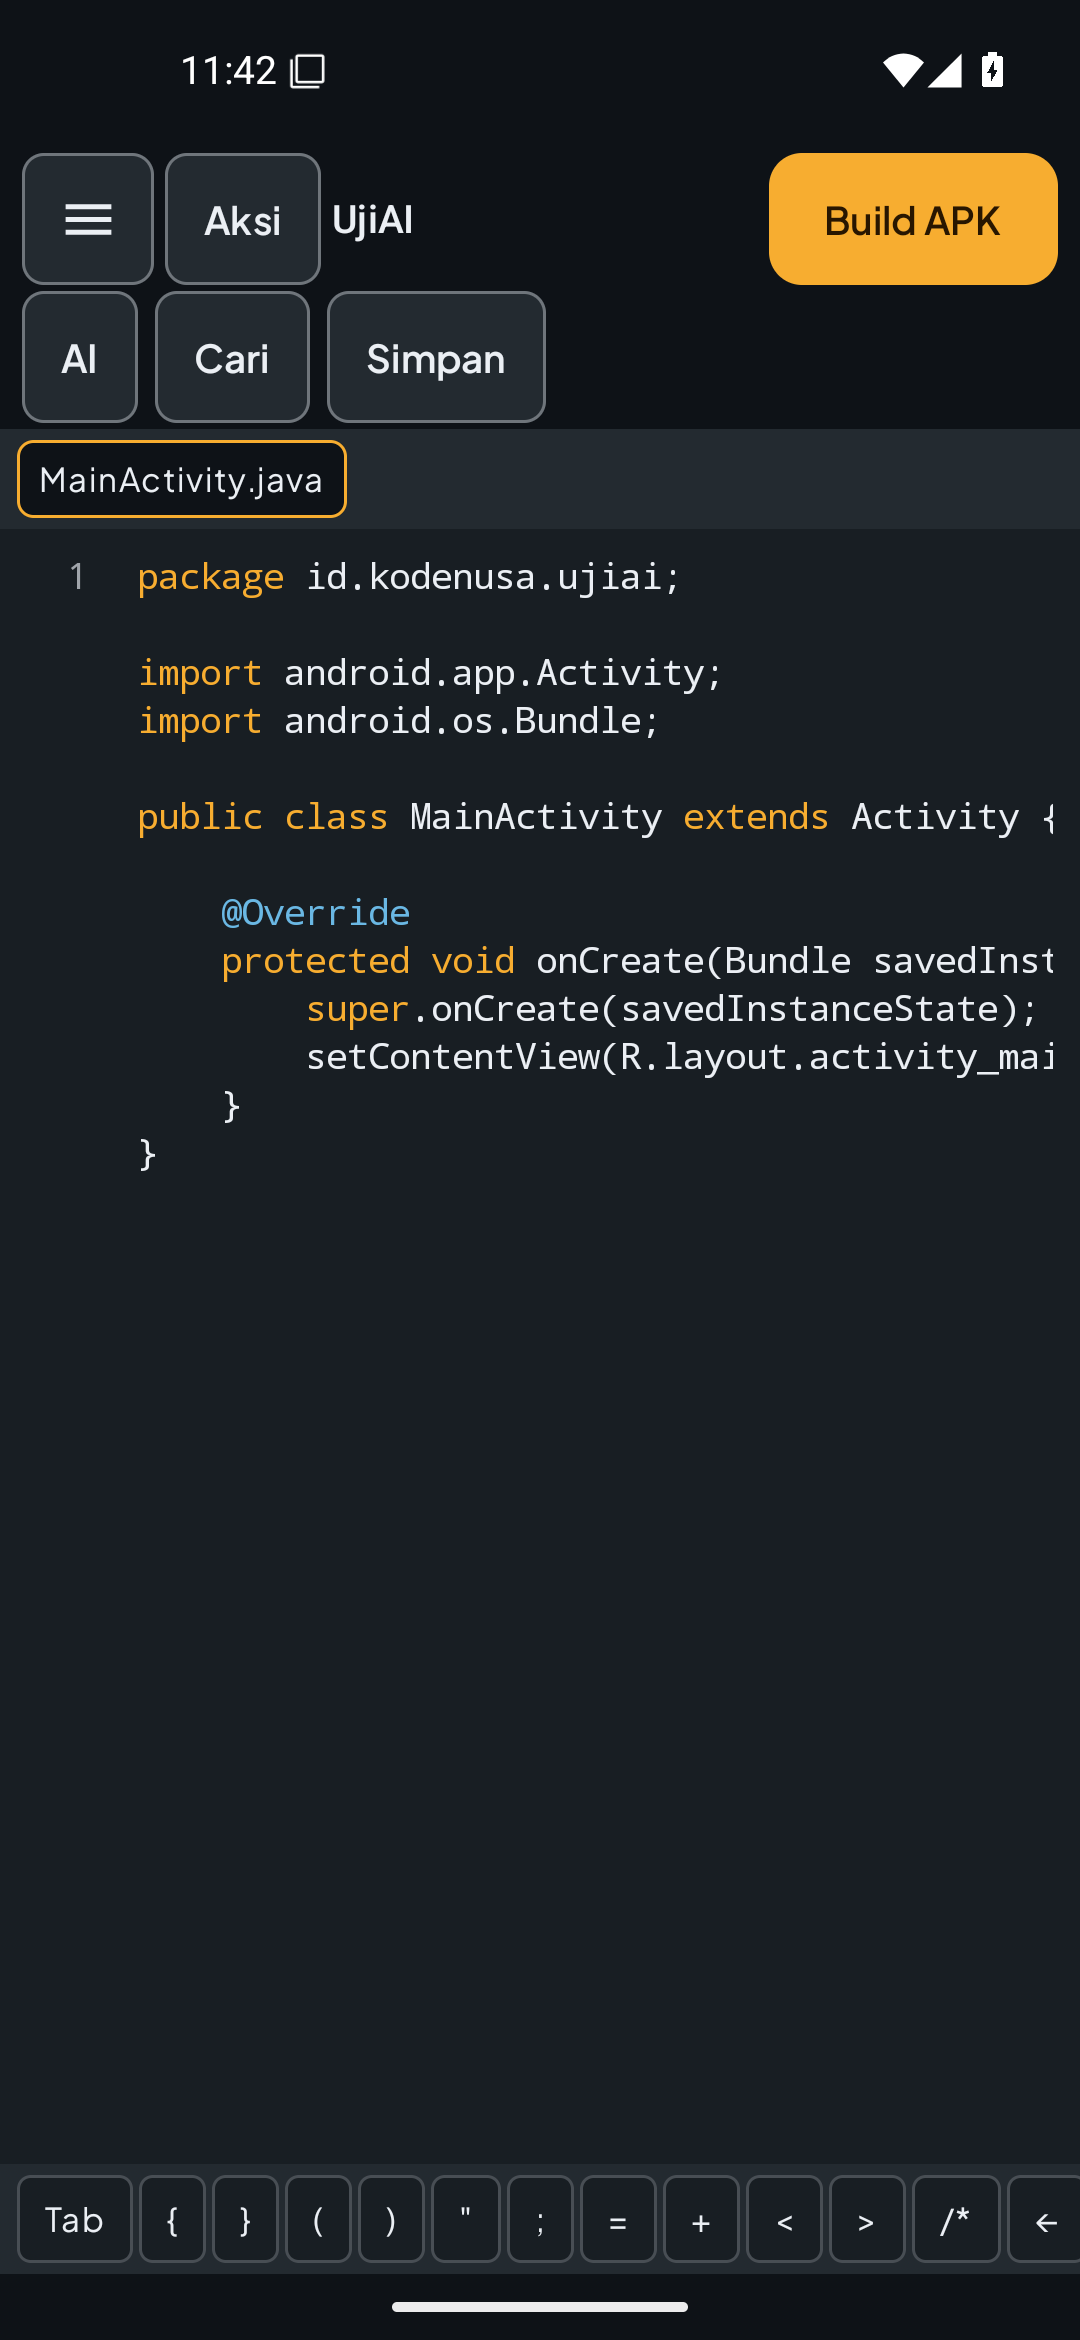 11:42
Aksi UjiAI Build APK
AI Cari Simpan
MainActivity.java
1 package id.kodenusa.ujiai;
import android.app.Activity;
import android.os.Bundle;
public class MainActivity extends Activity {
@Override
protected void onCreate(Bundle savedInst
super.onCreate(savedInstanceState);
setContentView(R.layout.activity_mai
}
}
Tab { } ( ) " ; = + < > /* ←